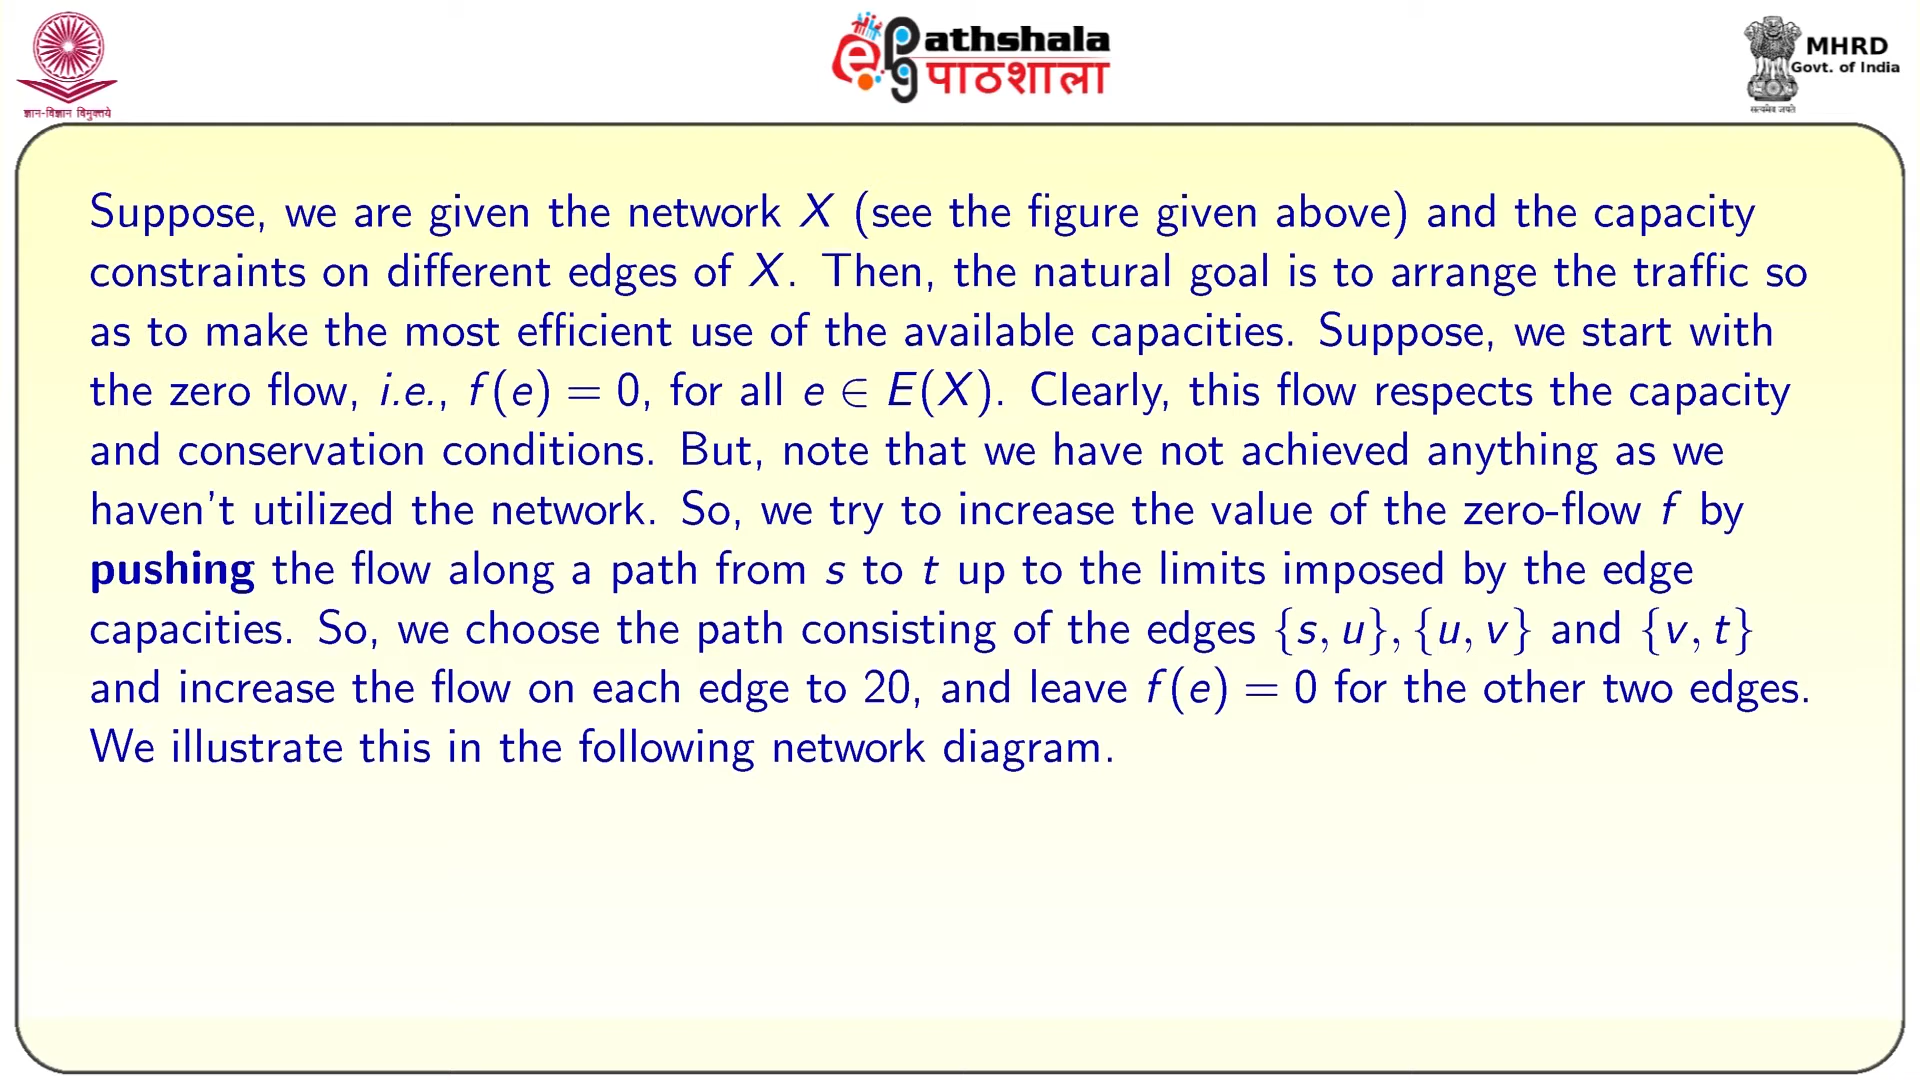 ज्ञान-विज्ञान विमुक्तये
ePathshala
पाठशाला
MHRD
Govt. of India
सत्यमेव जयते
Suppose, we are given the network X (see the figure given above) and the capacity
constraints on different edges of X. Then, the natural goal is to arrange the traffic so
as to make the most efficient use of the available capacities. Suppose, we start with
the zero flow, i.e., f(e) = 0, for all e ∈ E(X). Clearly, this flow respects the capacity
and conservation conditions. But, note that we have not achieved anything as we
haven't utilized the network. So, we try to increase the value of the zero-flow f by
pushing the flow along a path from s to t up to the limits imposed by the edge
capacities. So, we choose the path consisting of the edges {s, u}, {u, v} and {v, t}
and increase the flow on each edge to 20, and leave f(e) = 0 for the other two edges.
We illustrate this in the following network diagram.